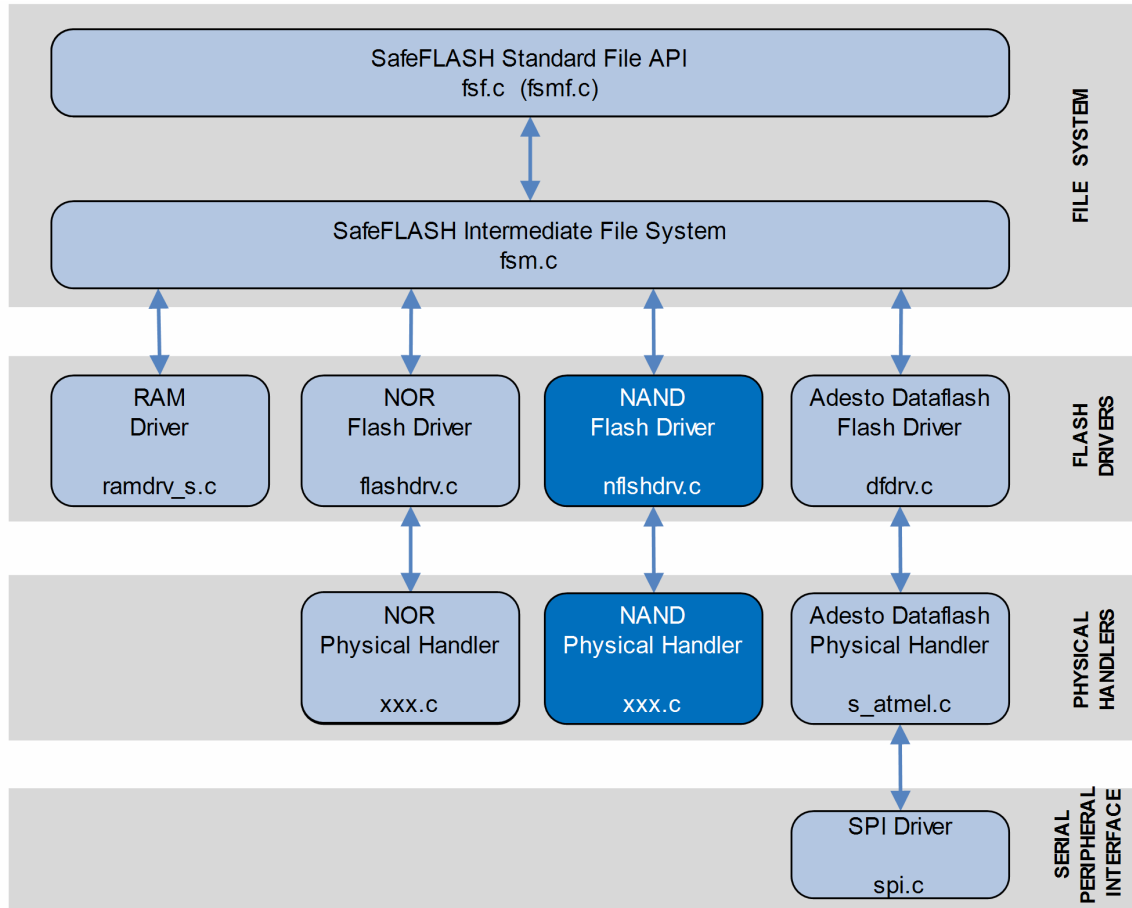 SafeFLASH Standard File API
fsf.c (fsmf.c)
FILE SYSTEM
SafeFLASH Intermediate File System
fsm.c
RAM
Driver
ramdrv_s.c
NOR
Flash Driver
flashdrv.c
NAND
Flash Driver
nflshdrv.c
Adesto Dataflash
Flash Driver
dfdrv.c
FLASH
DRIVERS
NOR
Physical Handler
xxx.c
NAND
Physical Handler
xxx.c
Adesto Dataflash
Physical Handler
s_atmel.c
PHYSICAL
HANDLERS
SPI Driver
spi.c
SERIAL
PERIPHERAL
INTERFACE